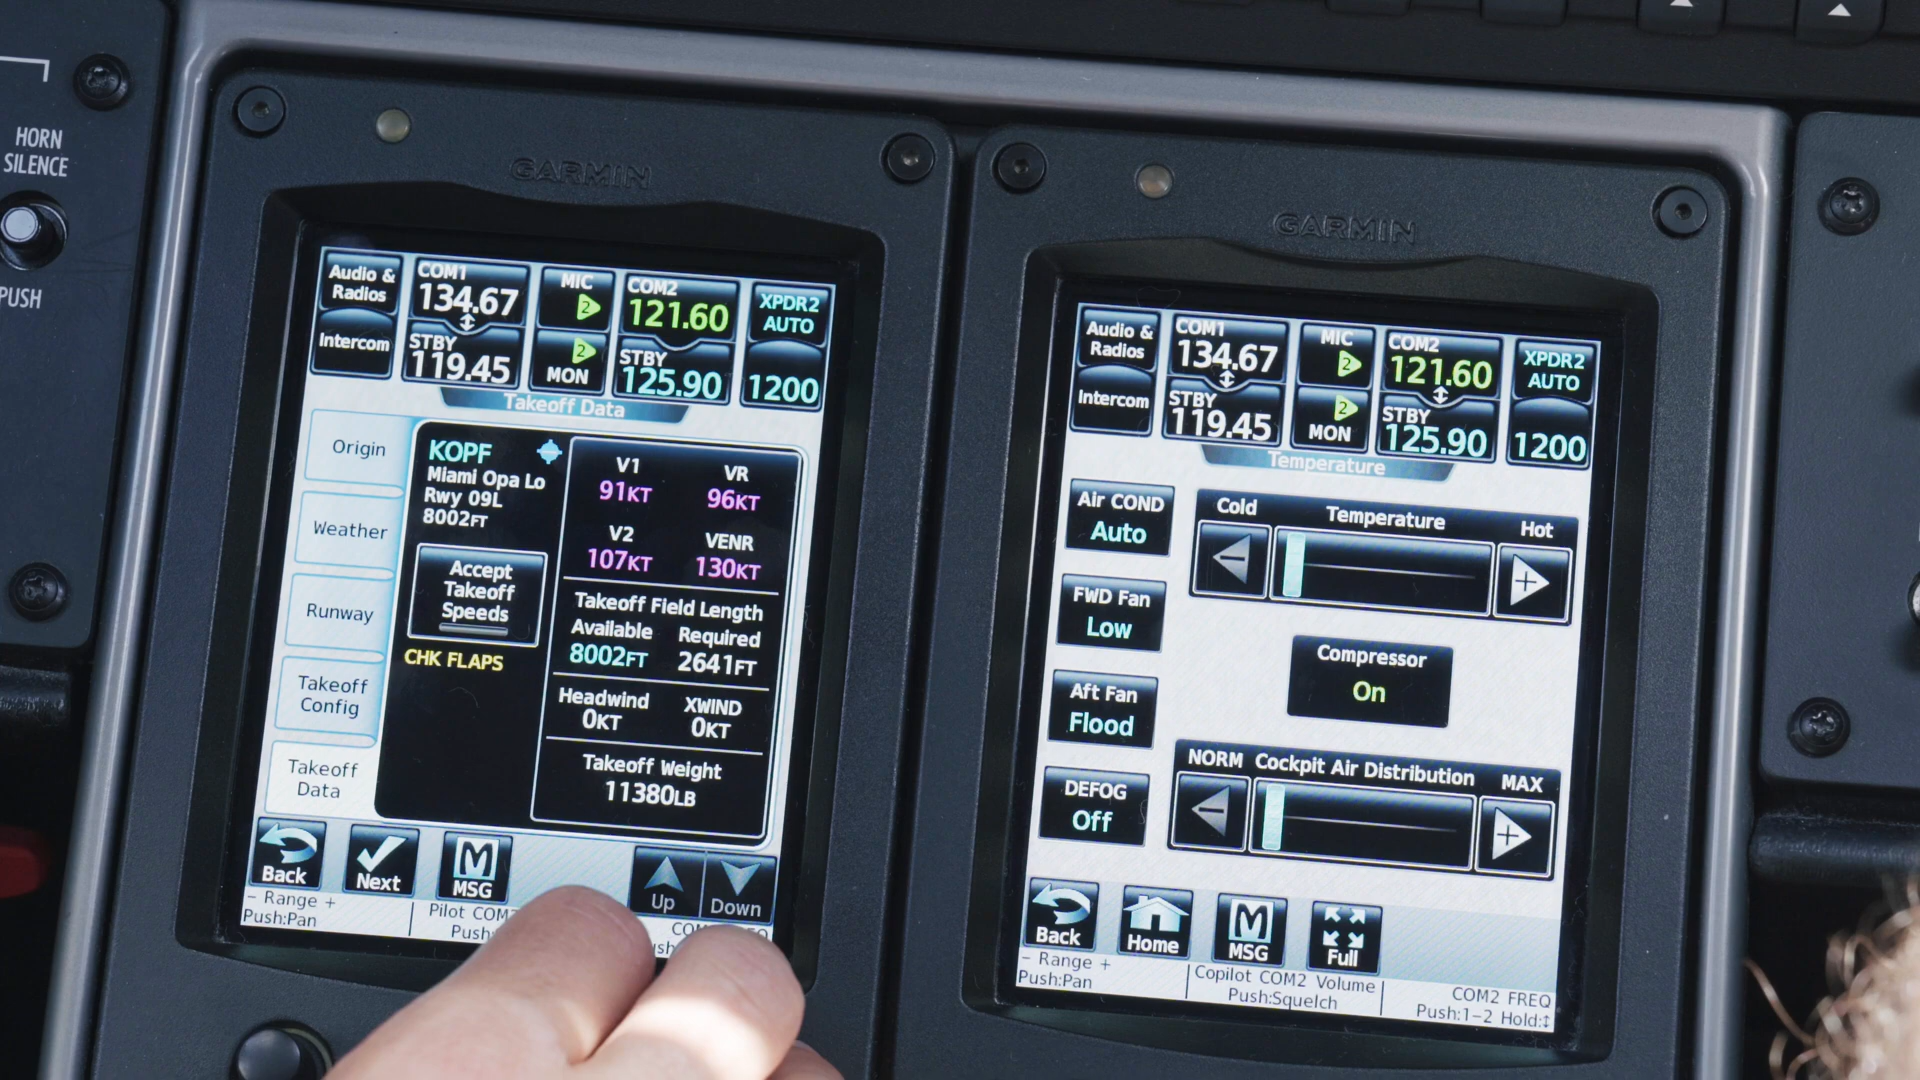 HORN
SILENCE
PUSH
GARMIN
Audio &
Radios
Intercom
COM1
134.67
STBY
119.45
MIC
2
2
MON
COM2
121.60
STBY
125.90
XPDR2
AUTO
1200
Takeoff Data
Origin
Weather
Runway
Takeoff
Config
Takeoff
Data
KOPF
Miami Opa Lo
Rwy 09L
8002FT
Accept
Takeoff
Speeds
CHK FLAPS
V1
91KT
VR
96KT
V2
107KT
VENR
130KT
Takeoff Field Length
Available
8002FT
Required
2641FT
Headwind
0KT
XWIND
0KT
Takeoff Weight
11380LB
Back
Next
MSG
Up
Down
- Range +
Push:Pan
Pilot COM
Push:
GARMIN
Audio &
Radios
Intercom
COM1
134.67
STBY
119.45
MIC
2
2
MON
COM2
121.60
STBY
125.90
XPDR2
AUTO
1200
Temperature
Air COND
Auto
FWD Fan
Low
Aft Fan
Flood
DEFOG
Off
Cold Temperature Hot
- +
Compressor
On
NORM Cockpit Air Distribution MAX
- +
Back
Home
MSG
Full
- Range +
Push:Pan
Copilot COM2 Volume
Push:Squelch
COM2 FREQ
Push:1-2 Hold:↕